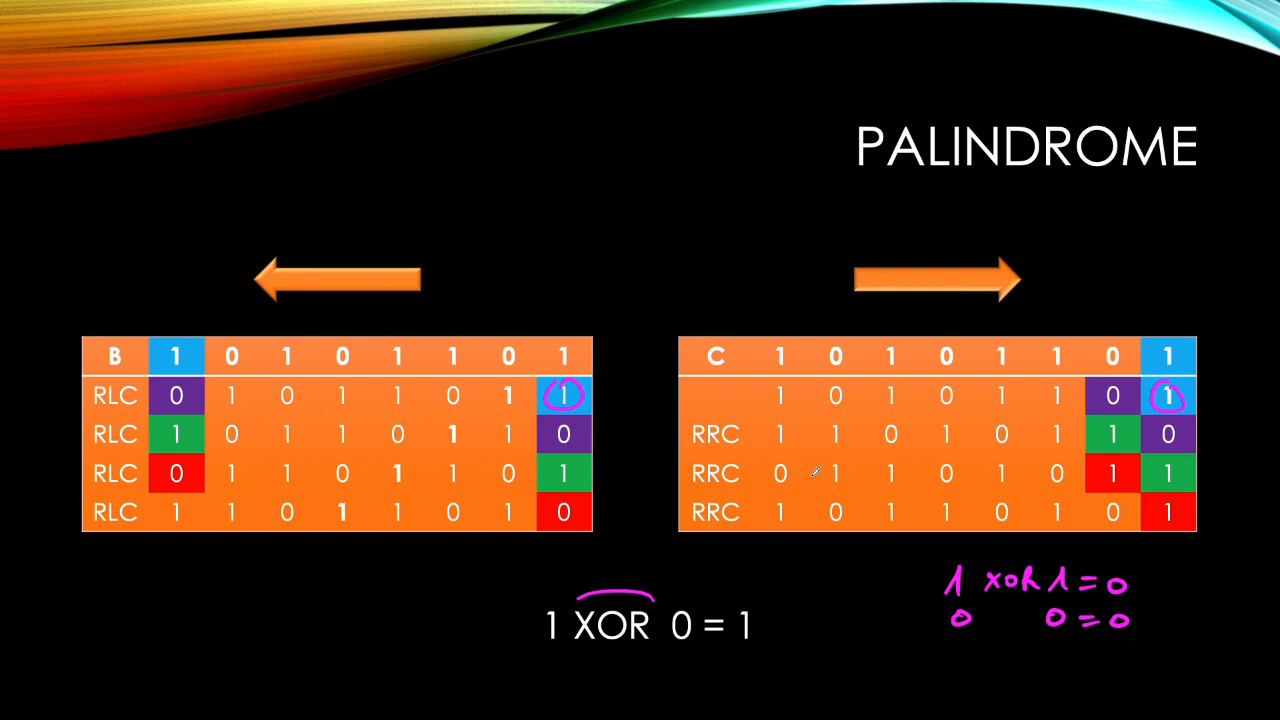 PALINDROME
B 1 0 1 0 1 1 0 1
RLC 0 1 0 1 1 0 1 1
RLC 1 0 1 1 0 1 1 0
RLC 0 1 1 0 1 1 0 1
RLC 1 1 0 1 1 0 1 0
C 1 0 1 0 1 1 0 1
1 0 1 0 1 1 0 1
RRC 1 1 0 1 0 1 1 0
RRC 0 1 1 0 1 0 1 1
RRC 1 0 1 1 0 1 0 1
1 xoR 1 = 0
0 0 = 0
1 XOR 0 = 1